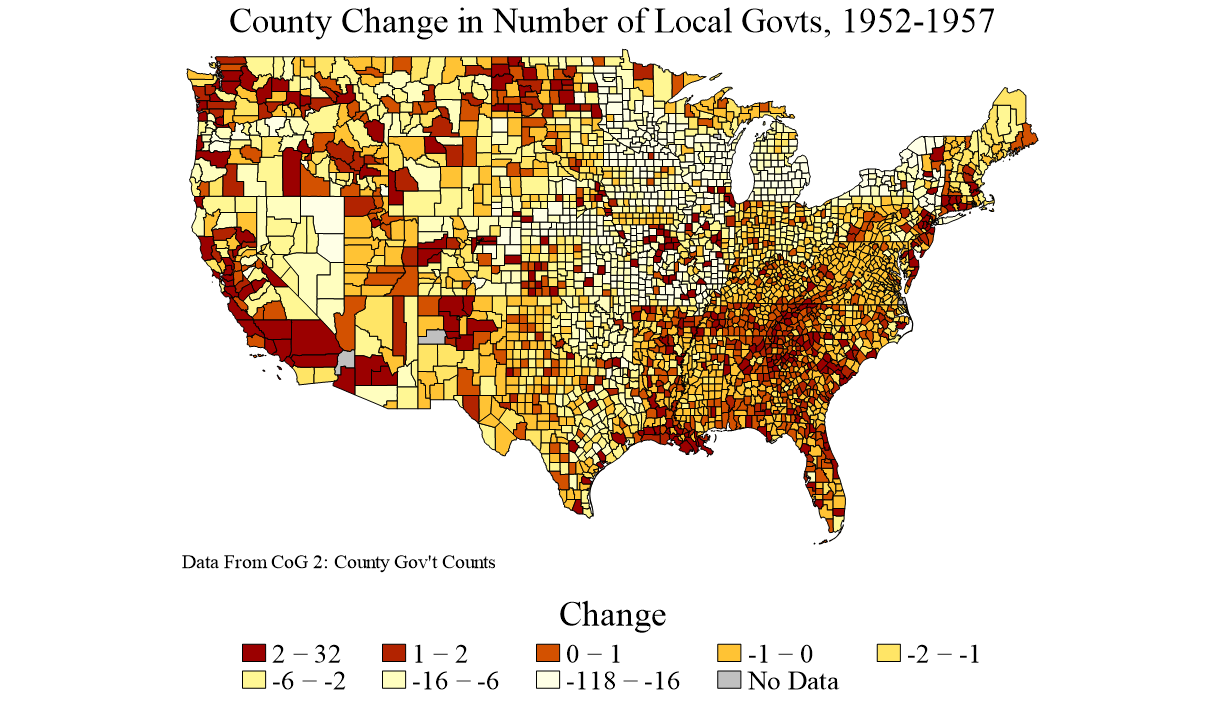 County Change in Number of Local Govts, 1952-1957
Data From CoG 2: County Gov't Counts
Change
2 – 32 1 – 2 0 – 1 -1 – 0 -2 – -1
-6 – -2 -16 – -6 -118 – -16 No Data